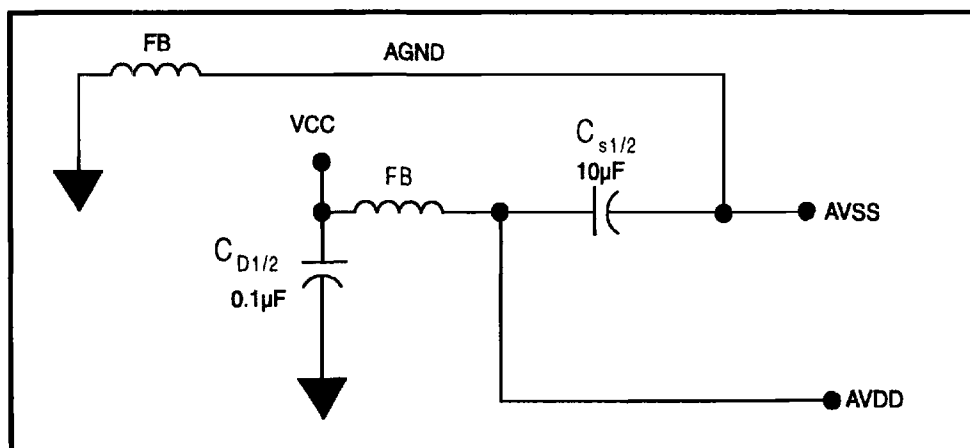 FB
AGND
VCC
C s1/2
10µF
FB
AVSS
C D1/2
0.1µF
AVDD